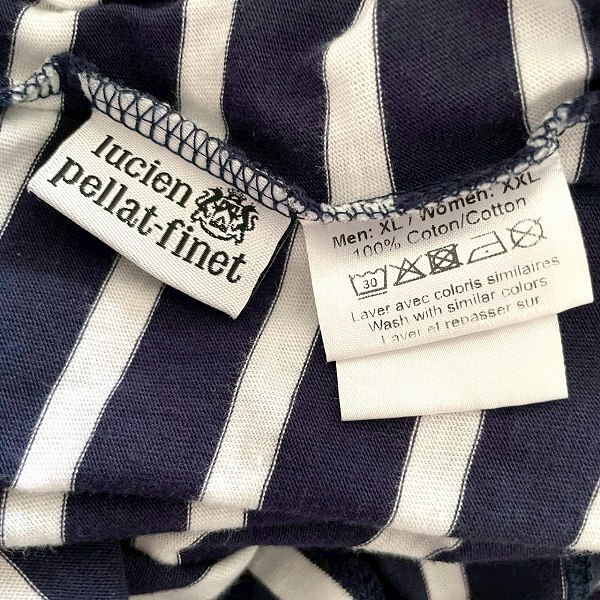 lucien
pellat-finet
Men: XL / Women: XXL
100% Coton/Cotton
30
Laver avec coloris similaires
Wash with similar colors
Laver et repasser sur